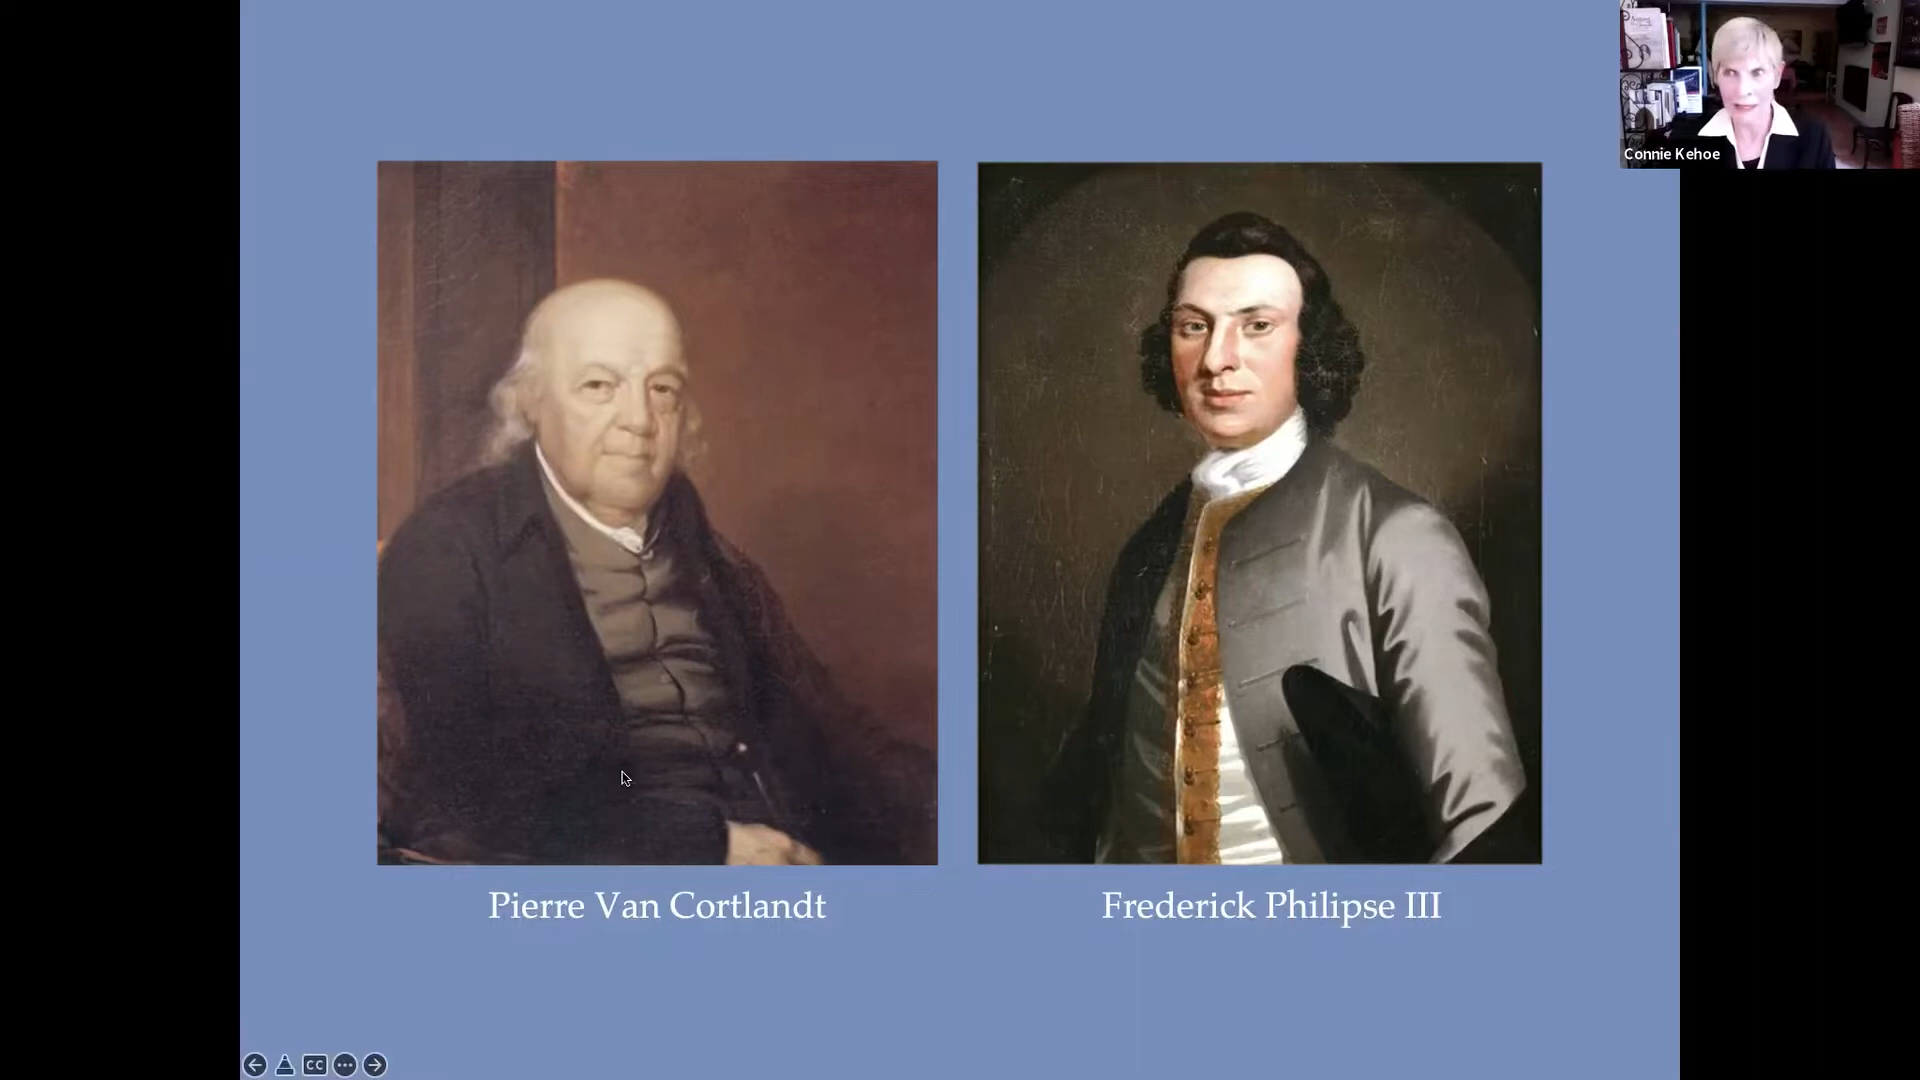 Connie Kehoe
Pierre Van Cortlandt
Frederick Philipse III
CC